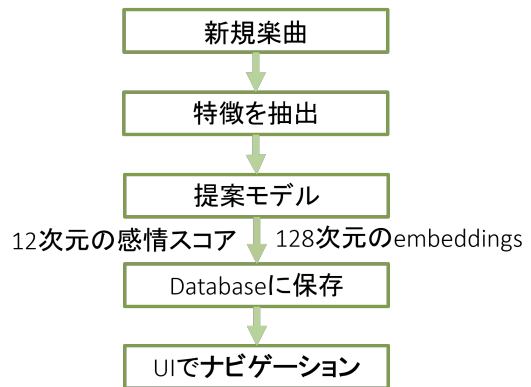 新規楽曲
特徴を抽出
提案モデル
12次元の感情スコア 128次元のembeddings
Databaseに保存
UIでナビゲーション